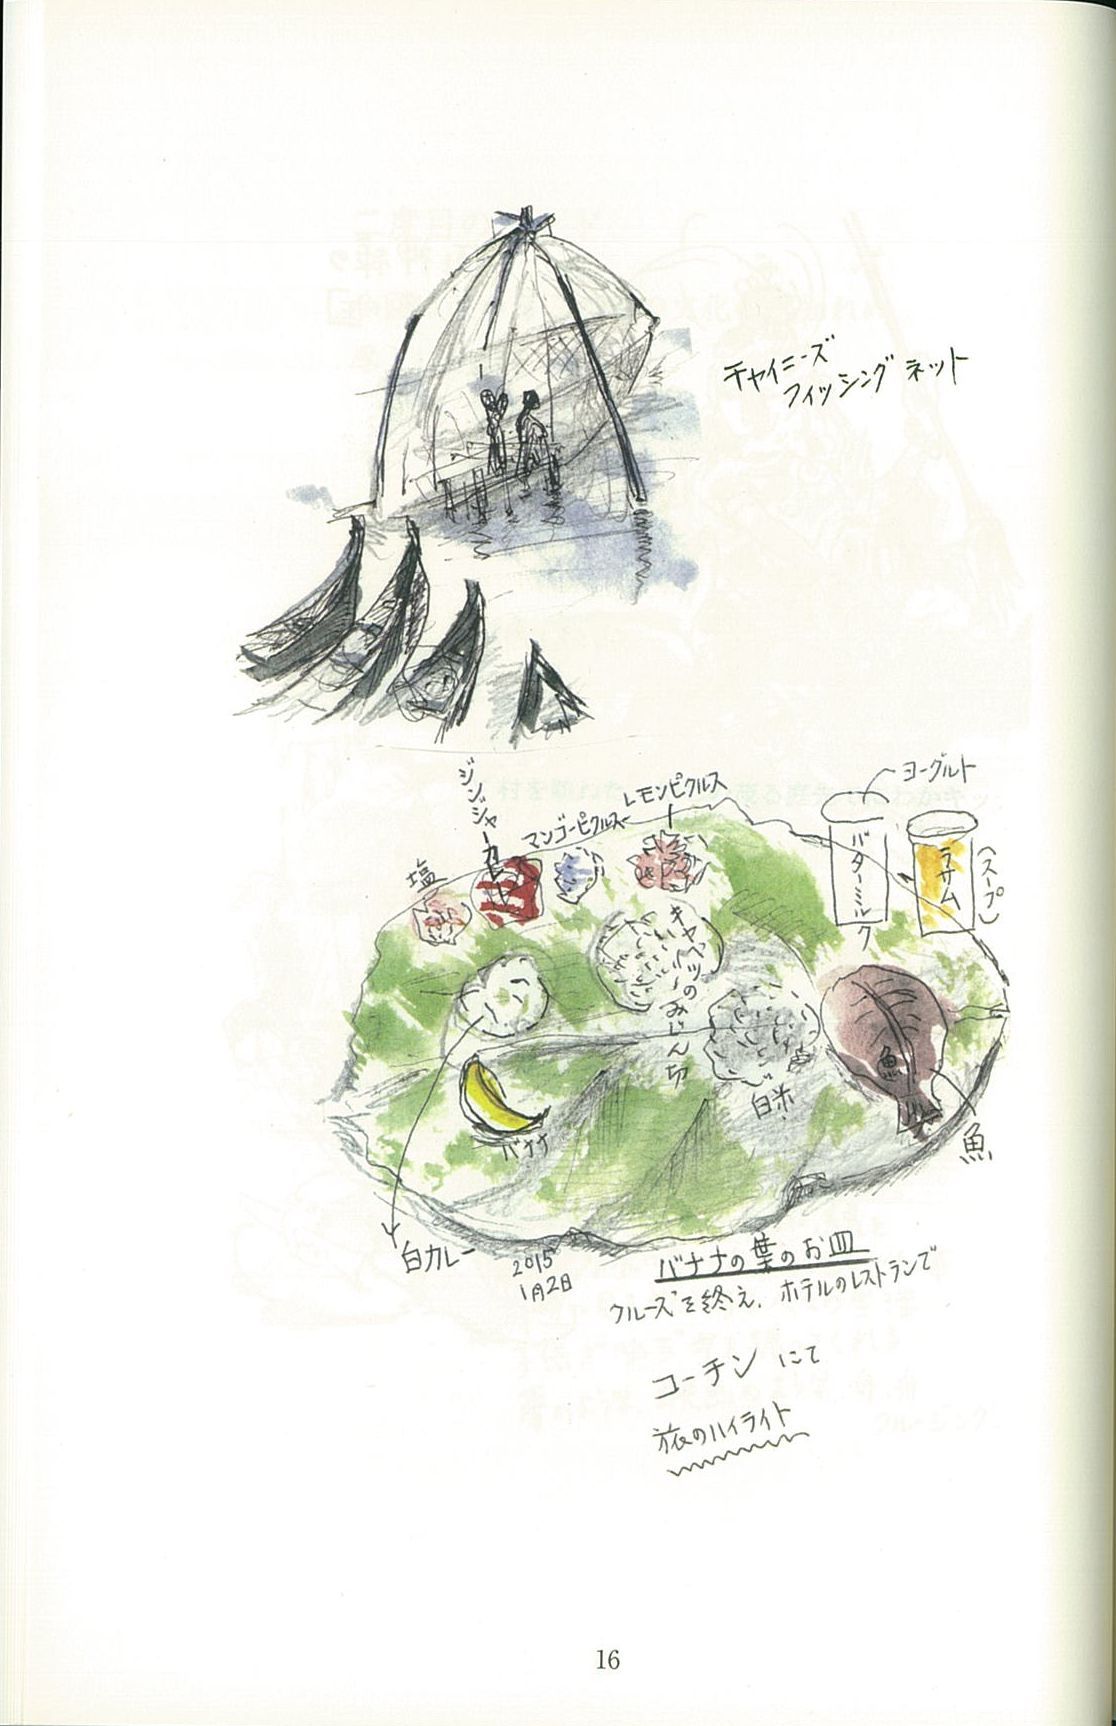 チャイニーズ
フィッシングネット
ヨーグルト
レモンピクルス
マンゴーピクルス
ジンジャーカレー
塩
バターミルク
ラサム
(スープ)
キャベツの
みじん切
白米
魚
魚
バナナ
白カレー
2015
1月2日
バナナの葉のお皿
クルーズを終え、ホテルのレストランで
コーチンにて
旅のハイライト
16